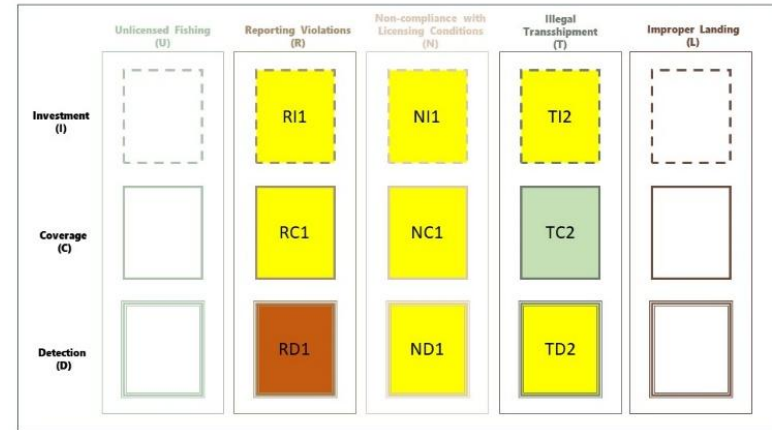 Unlicensed Fishing
(U)
Reporting Violations
(R)
Non-compliance with
Licensing Conditions
(N)
Illegal
Transshipment
(T)
Improper Landing
(L)
Investment
(I)
RI1
NI1
TI2
Coverage
(C)
RC1
NC1
TC2
Detection
(D)
RD1
ND1
TD2